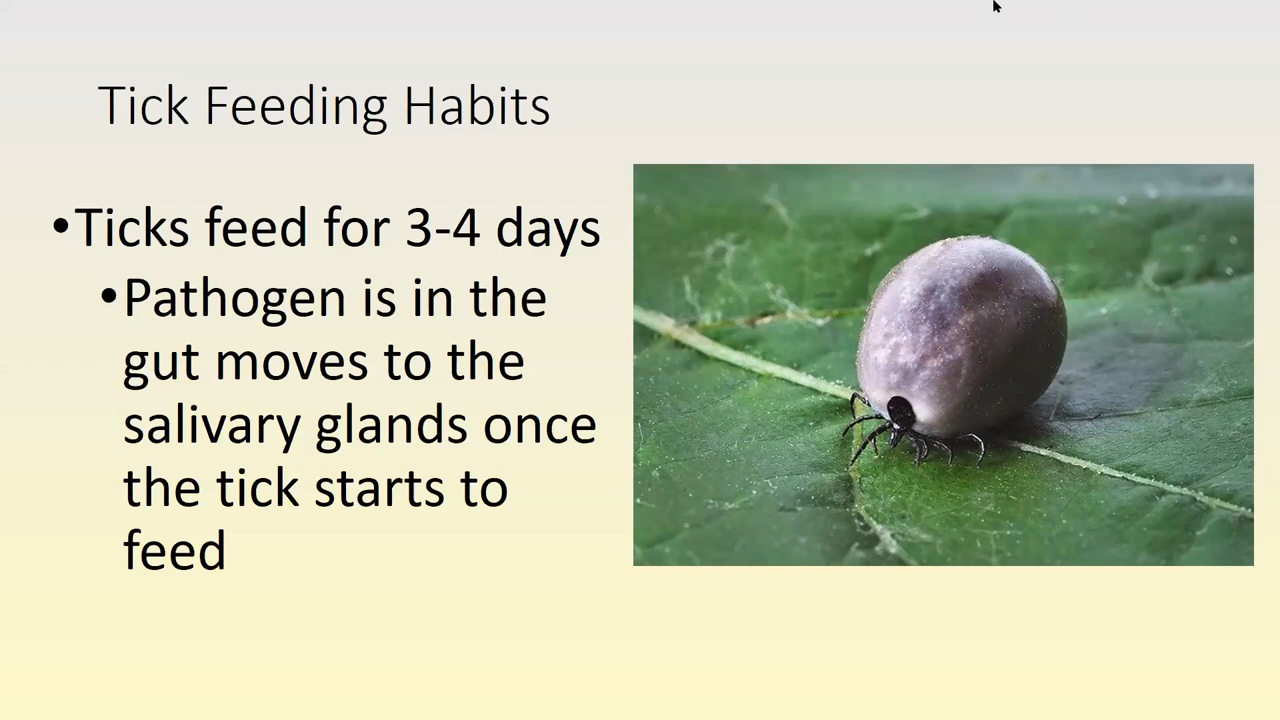 Tick Feeding Habits
•Ticks feed for 3-4 days
•Pathogen is in the
gut moves to the
salivary glands once
the tick starts to
feed